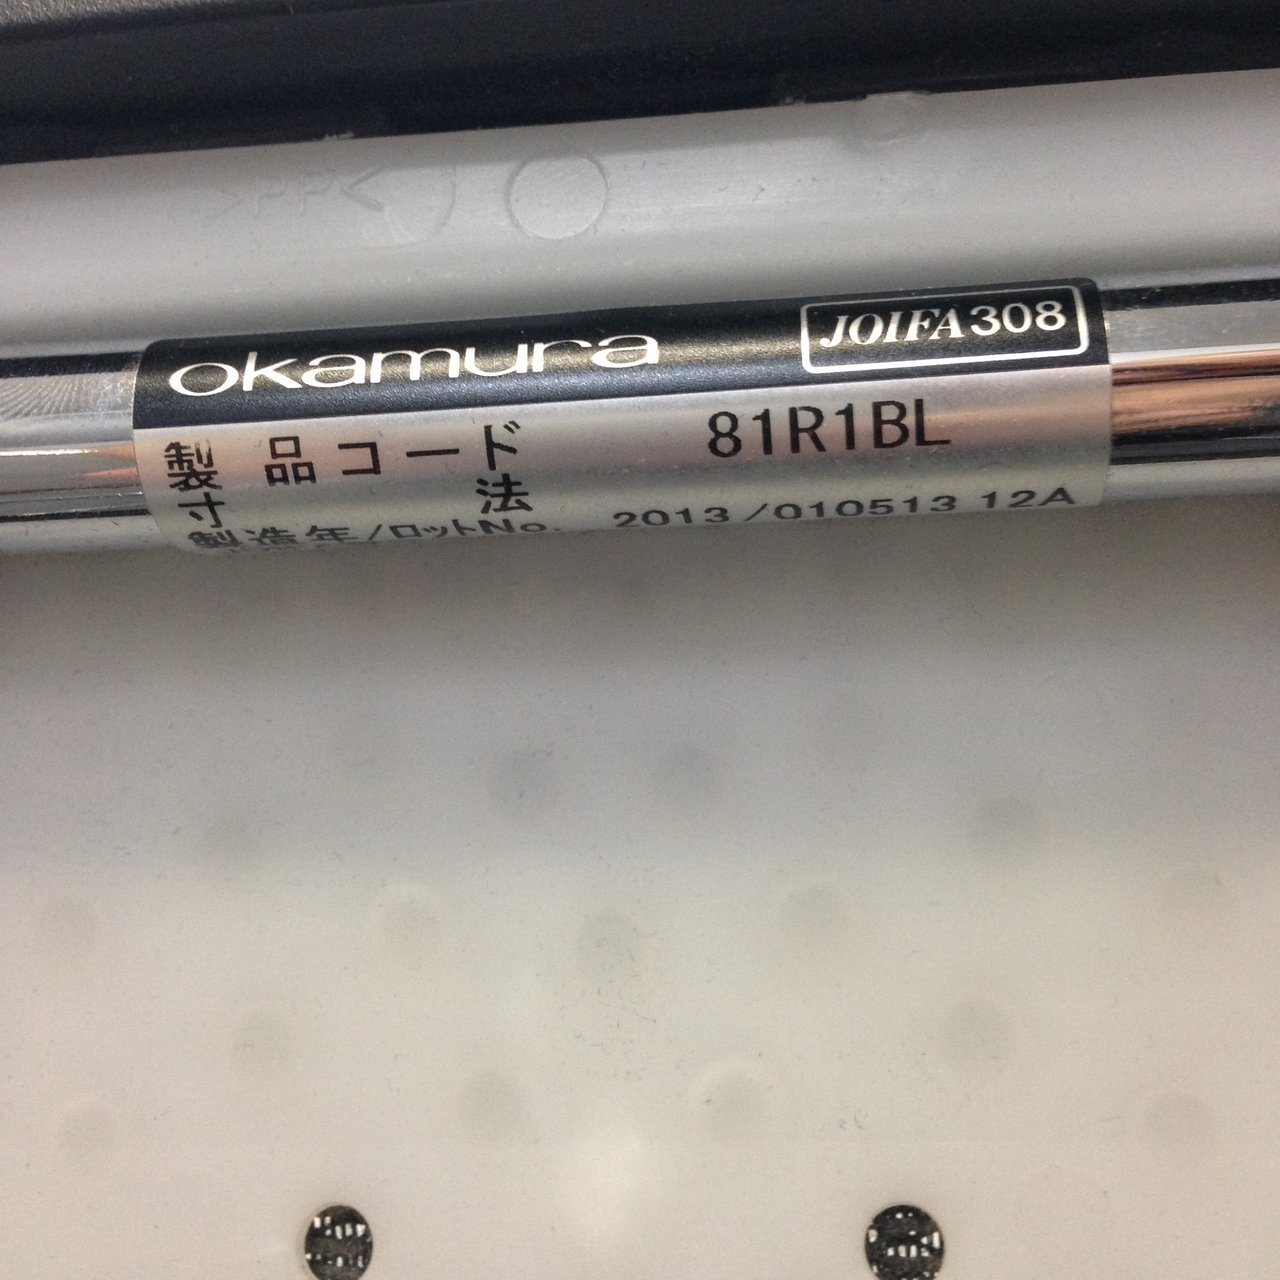 >PP<
okamura
JOIFA308
製品コード 81R1BL
寸法
製造年/ロットNo. 2013/010513 12A